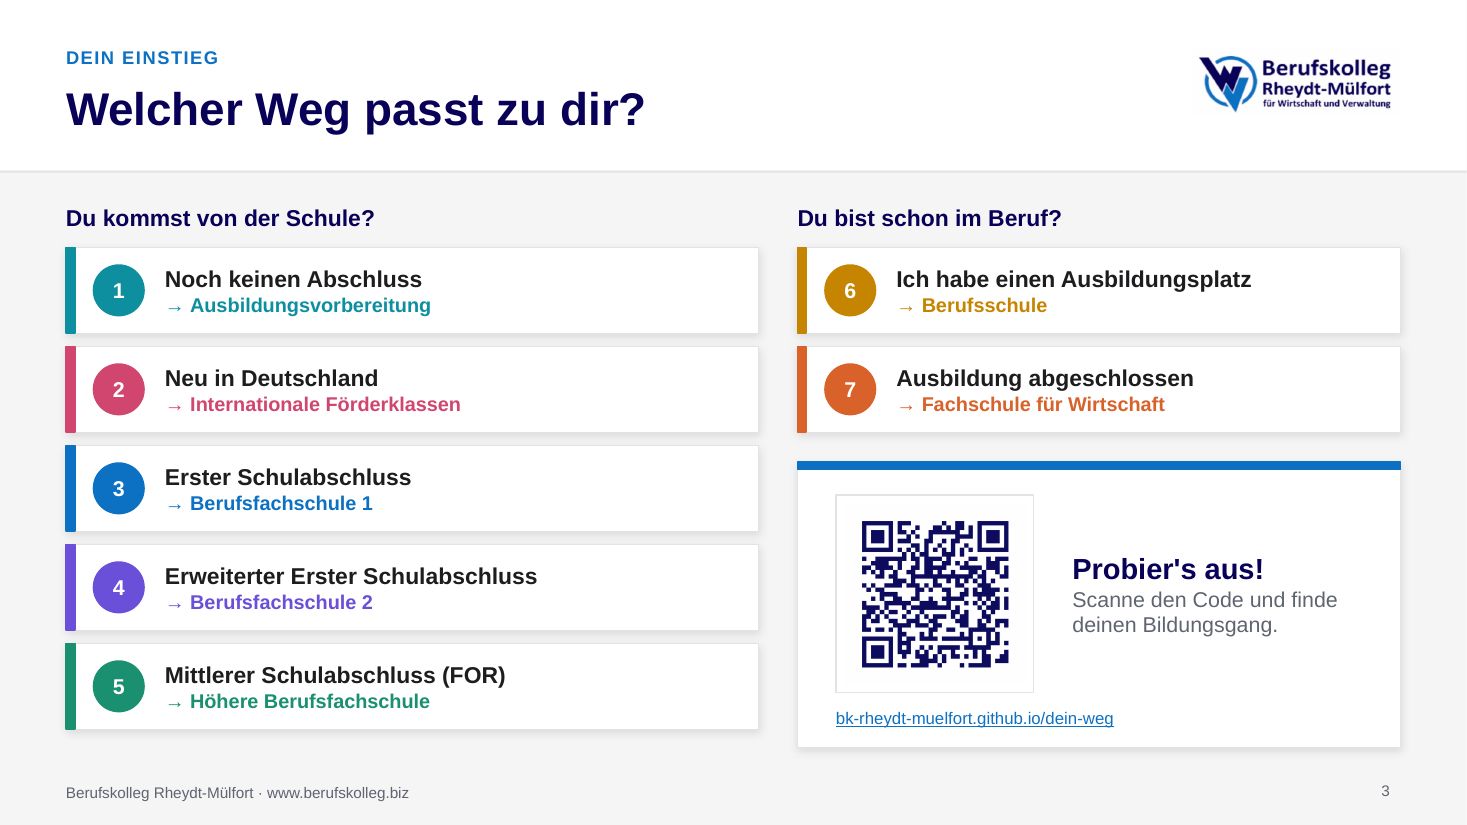 DEIN EINSTIEG
Welcher Weg passt zu dir?
Berufskolleg
Rheydt-Mülfort
für Wirtschaft und Verwaltung
Du kommst von der Schule?
1
Noch keinen Abschluss
→ Ausbildungsvorbereitung
2
Neu in Deutschland
→ Internationale Förderklassen
3
Erster Schulabschluss
→ Berufsfachschule 1
4
Erweiterter Erster Schulabschluss
→ Berufsfachschule 2
5
Mittlerer Schulabschluss (FOR)
→ Höhere Berufsfachschule
Du bist schon im Beruf?
6
Ich habe einen Ausbildungsplatz
→ Berufsschule
7
Ausbildung abgeschlossen
→ Fachschule für Wirtschaft
Probier's aus!
Scanne den Code und finde
deinen Bildungsgang.
bk-rheydt-muelfort.github.io/dein-weg
Berufskolleg Rheydt-Mülfort · www.berufskolleg.biz
3